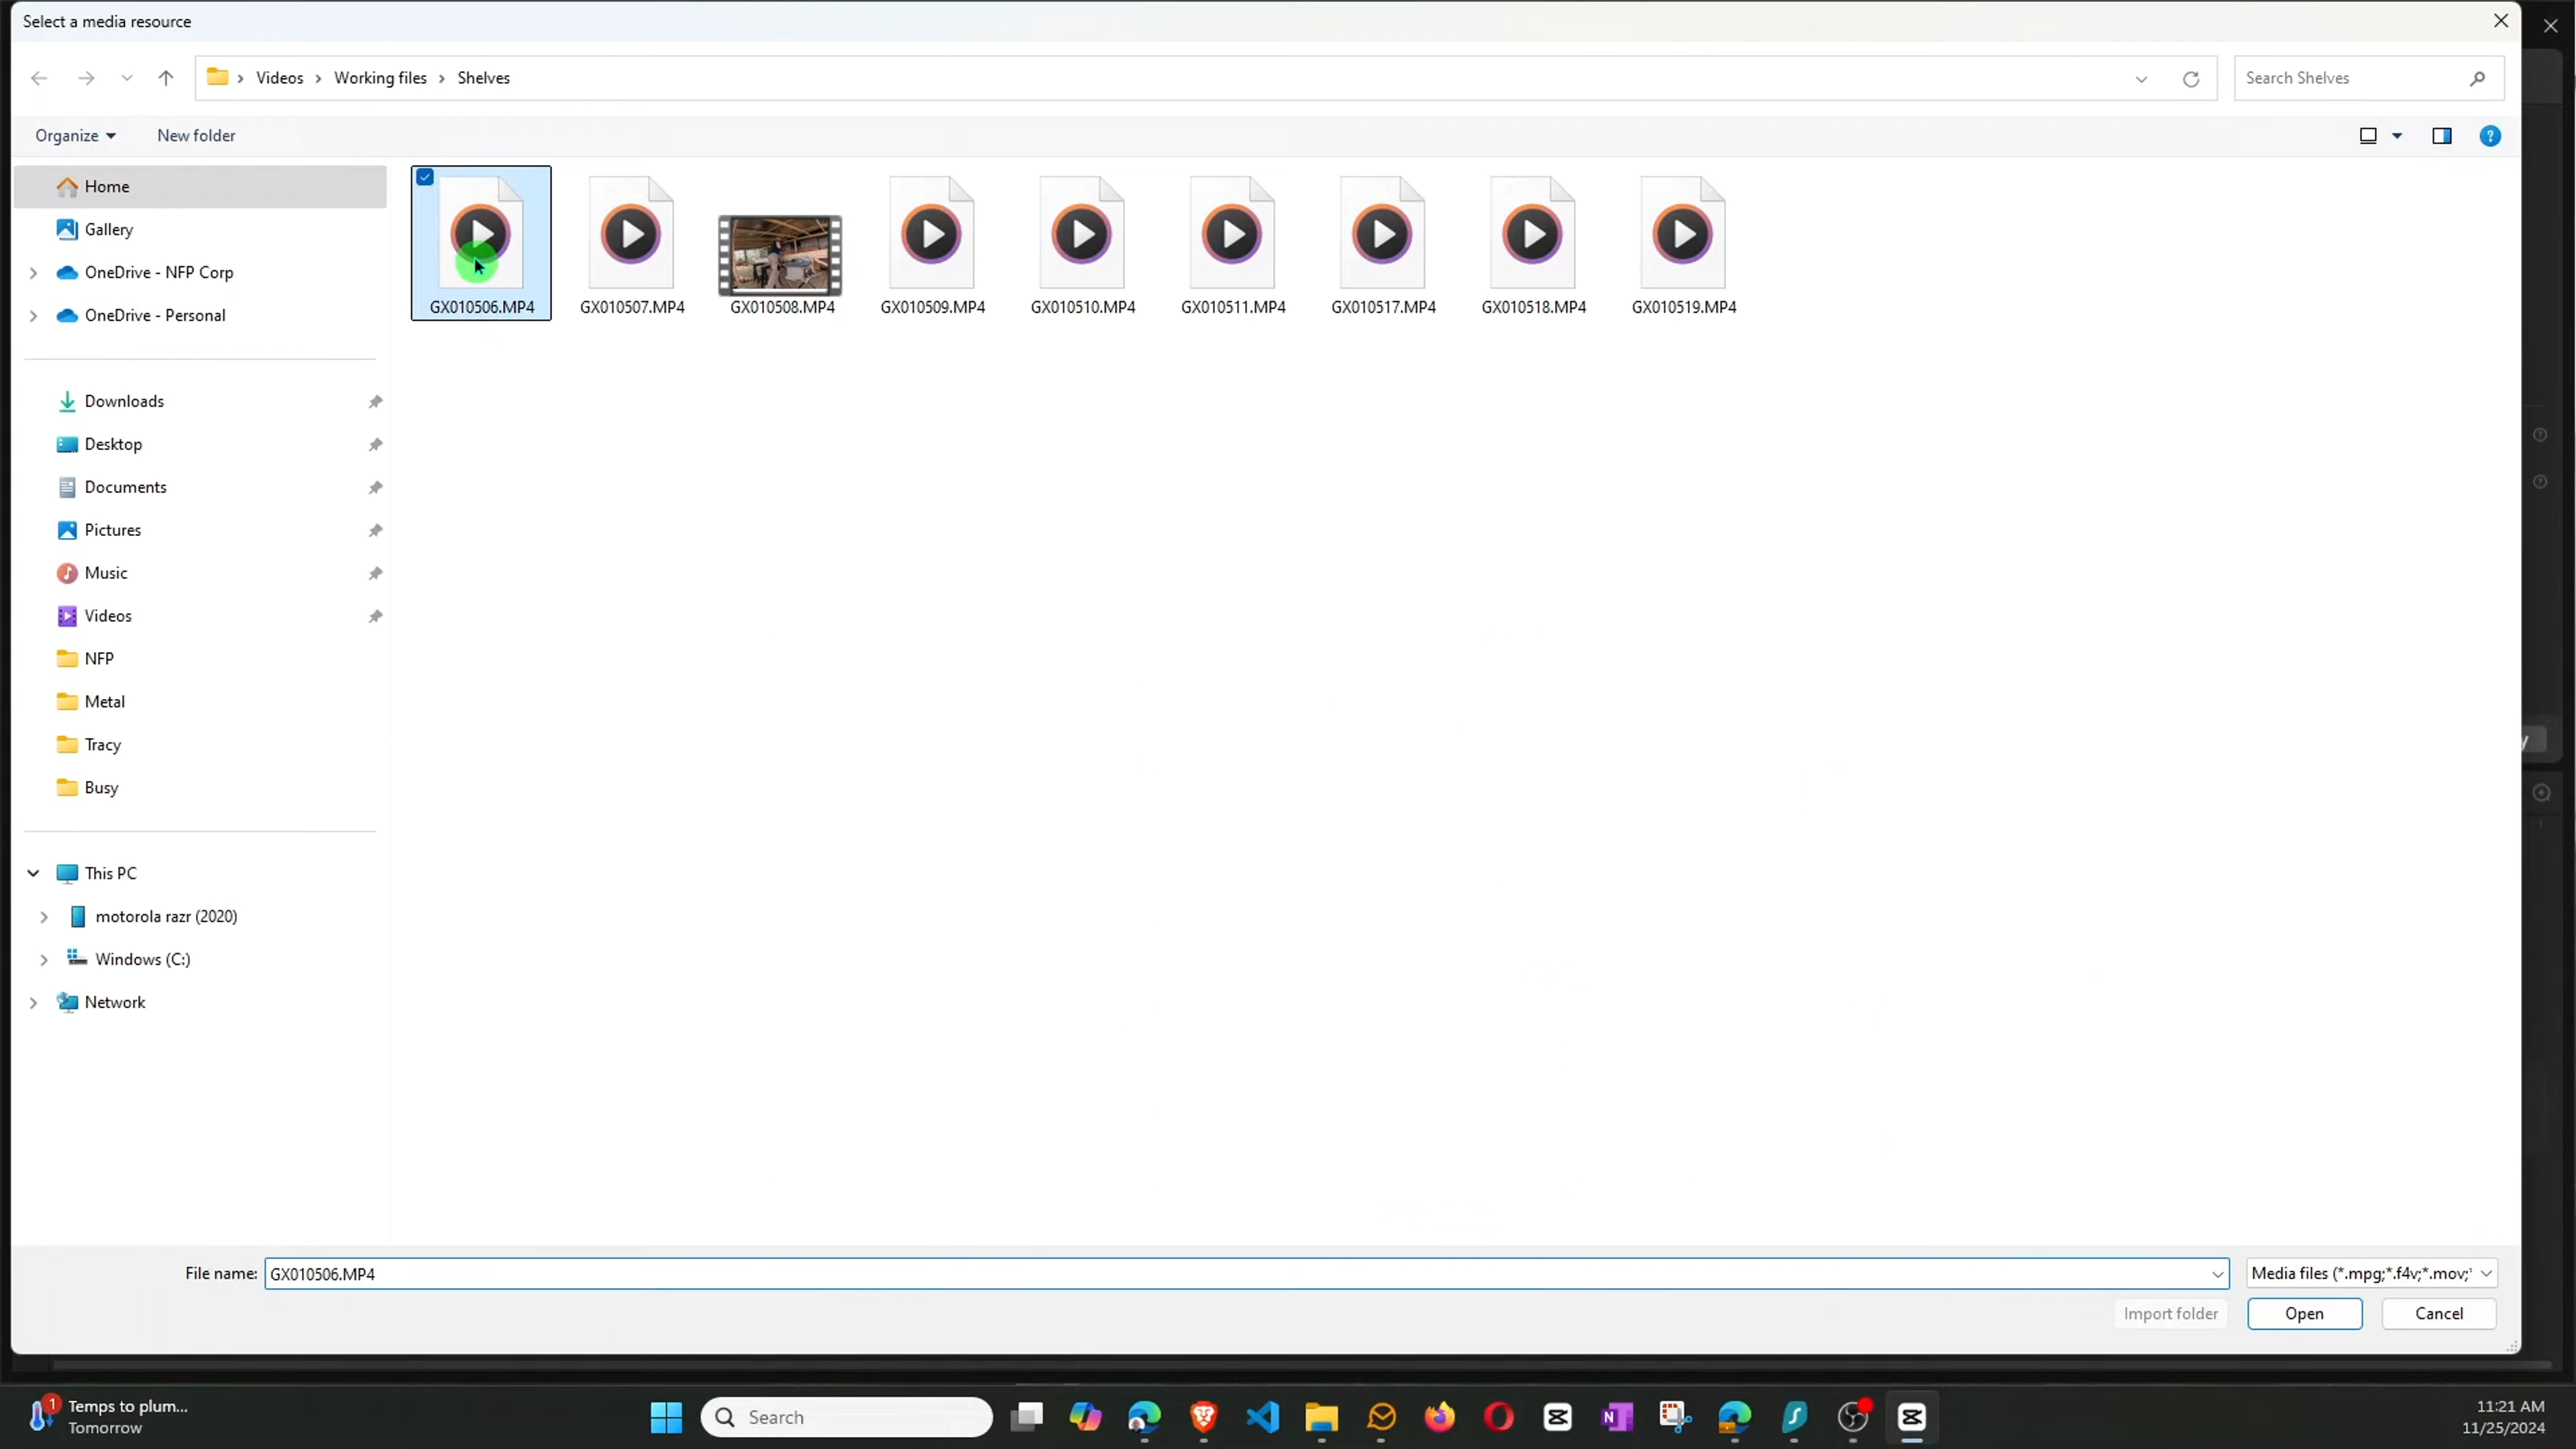 Select a media resource
Videos
Working files
Shelves
Search Shelves
Organize
New folder
Home
Gallery
OneDrive - NFP Corp
OneDrive - Personal
Downloads
Desktop
Documents
Pictures
Music
Videos
NFP
Metal
Tracy
Busy
This PC
motorola razr (2020)
Windows (C:)
Network
GX010506.MP4
GX010507.MP4
GX010508.MP4
GX010509.MP4
GX010510.MP4
GX010511.MP4
GX010517.MP4
GX010518.MP4
GX010519.MP4
File name:
GX010506.MP4
Media files (*.mpg;*.f4v;*.mov;*
Import folder
Open
Cancel
1
Temps to plum...
Tomorrow
Search
11:21 AM
11/25/2024